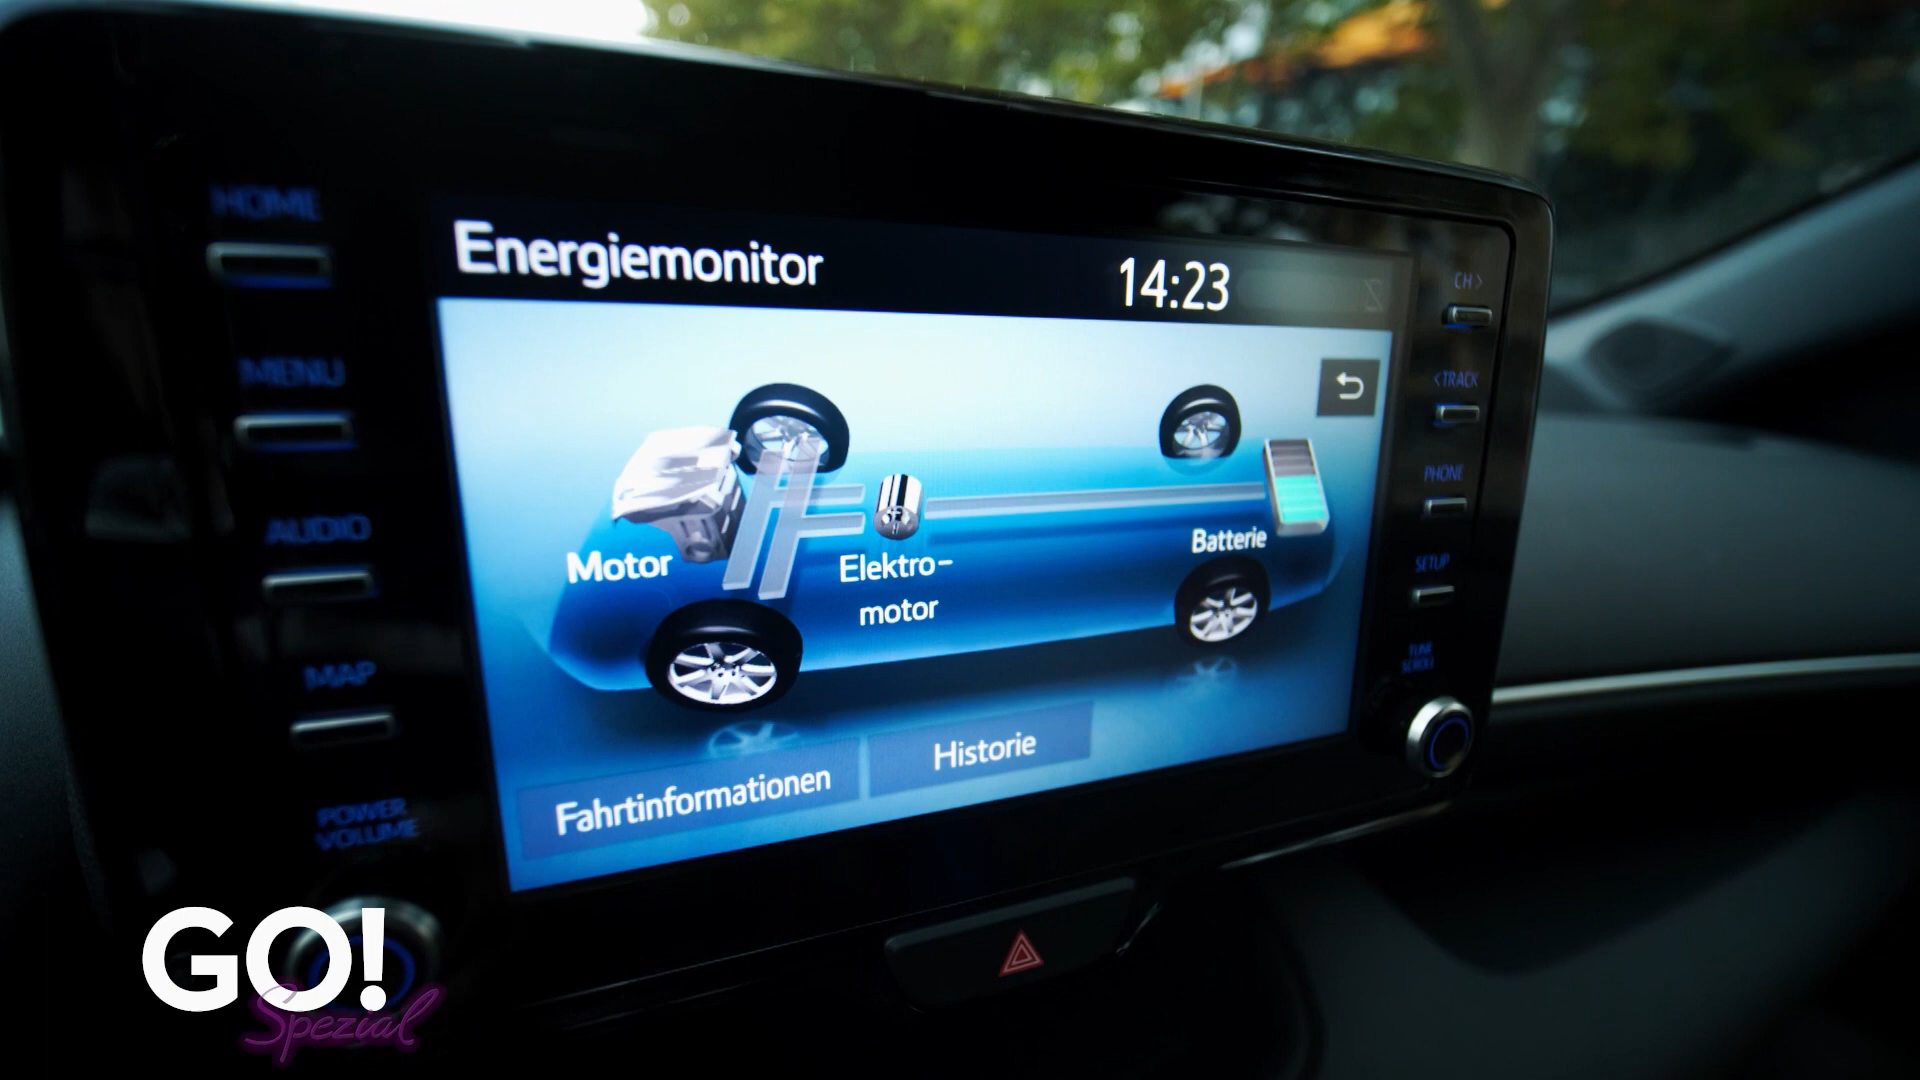 HOME
MENU
AUDIO
MAP
POWER
VOLUME
Energiemonitor
14:23
Motor
Elektro-
motor
Batterie
Fahrtinformationen
Historie
CH >
< TRACK
PHONE
SETUP
TUNE
SCROLL
GO!
Spezial